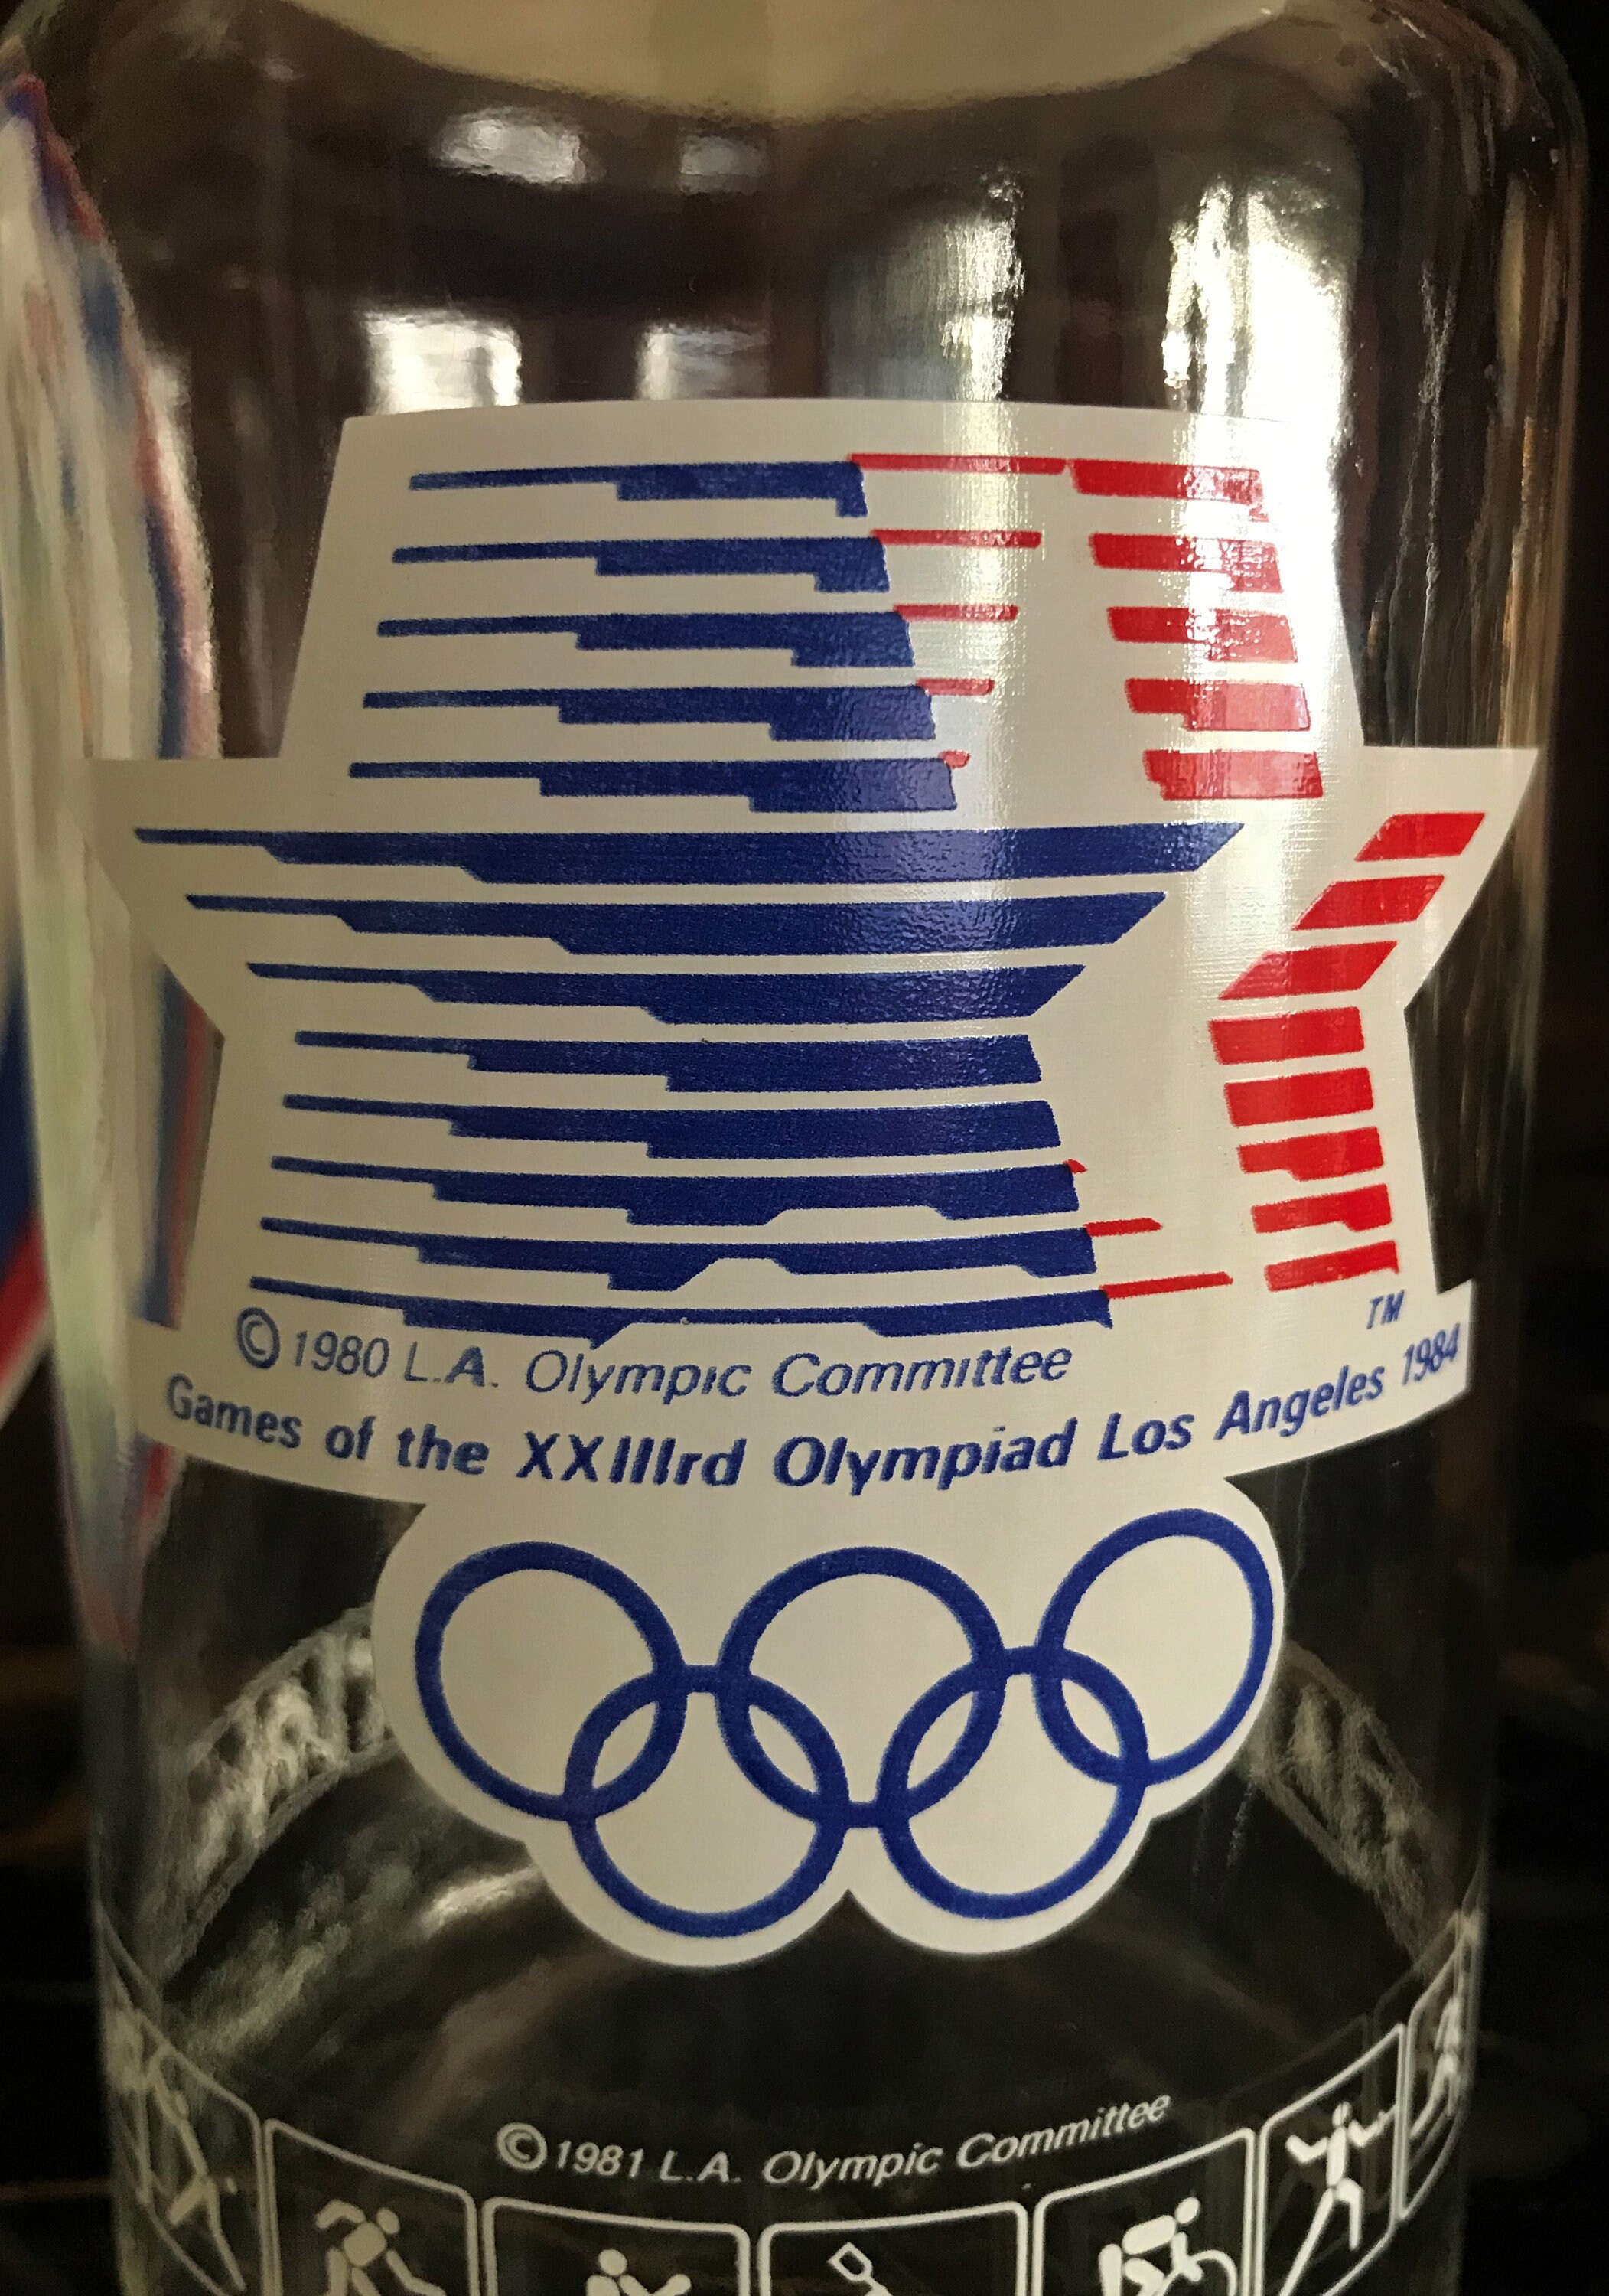 TM
© 1980 L.A. Olympic Committee
Games of the XXIIIrd Olympiad Los Angeles 1984
© 1981 L.A. Olympic Committee